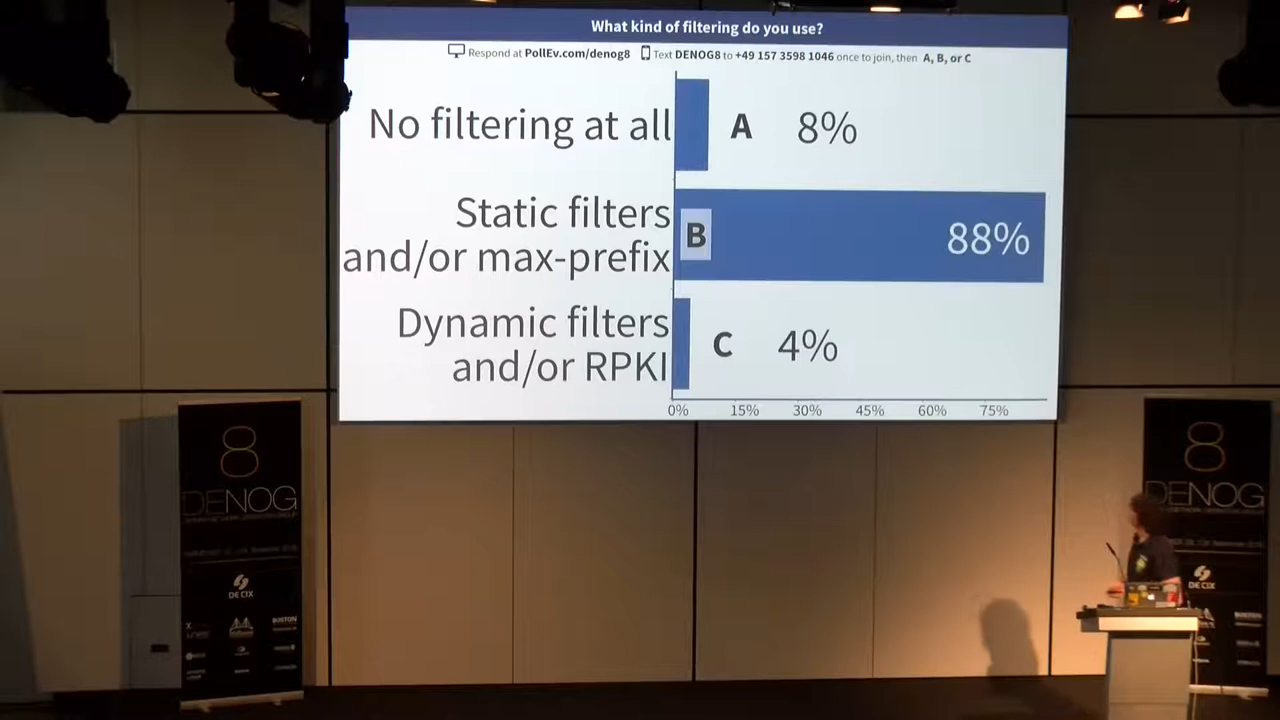 What kind of filtering do you use?
Respond at PollEv.com/denog8 Text DENOG8 to +49 157 3598 1046 once to join, then A, B, or C
No filtering at all A 8%
Static filters
and/or max-prefix B 88%
Dynamic filters
and/or RPKI C 4%
0% 15% 30% 45% 60% 75%
8
DENOG
DE CIX
BOSTON
8
DENOG
DE CIX
BOSTON